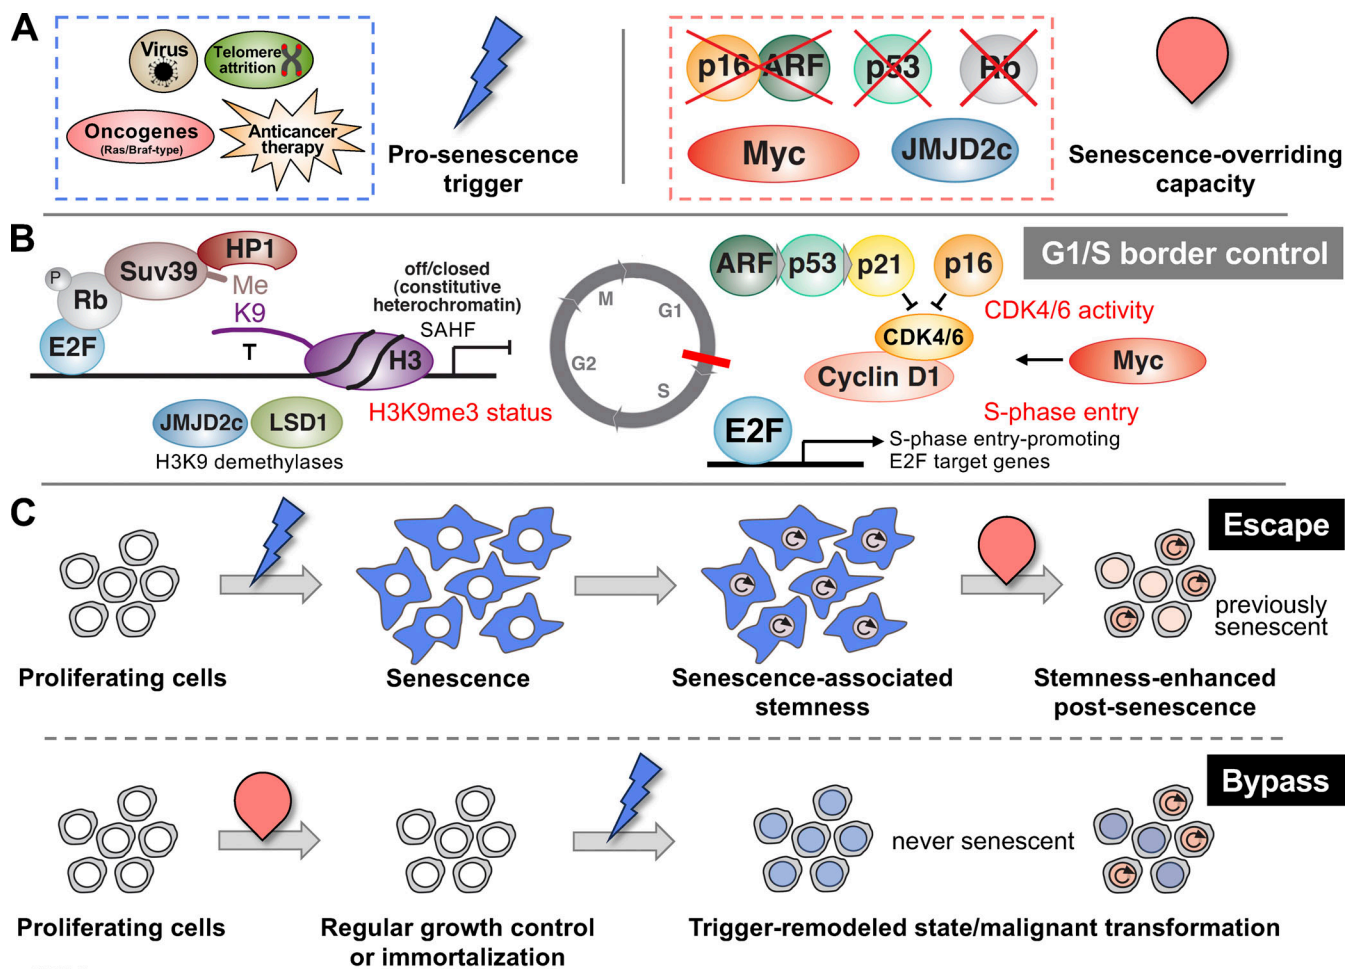 A
Virus
Telomere
attrition
Oncogenes
(Ras/Braf-type)
Anticancer
therapy
Pro-senescence
trigger
p16
ARF
p53
Rb
Myc
JMJD2c
Senescence-overriding
capacity
B
HP1
Suv39
Me
P
Rb
K9
E2F
T
H3
off/closed
(constitutive
heterochromatin)
SAHF
JMJD2c
LSD1
H3K9me3 status
H3K9 demethylases
M
G1
G2
S
G1/S border control
ARF
p53
p21
p16
CDK4/6 activity
CDK4/6
Cyclin D1
Myc
S-phase entry
E2F
S-phase entry-promoting
E2F target genes
C
Escape
previously
senescent
Proliferating cells
Senescence
Senescence-associated
stemness
Stemness-enhanced
post-senescence
Bypass
never senescent
Proliferating cells
Regular growth control
or immortalization
Trigger-remodeled state/malignant transformation